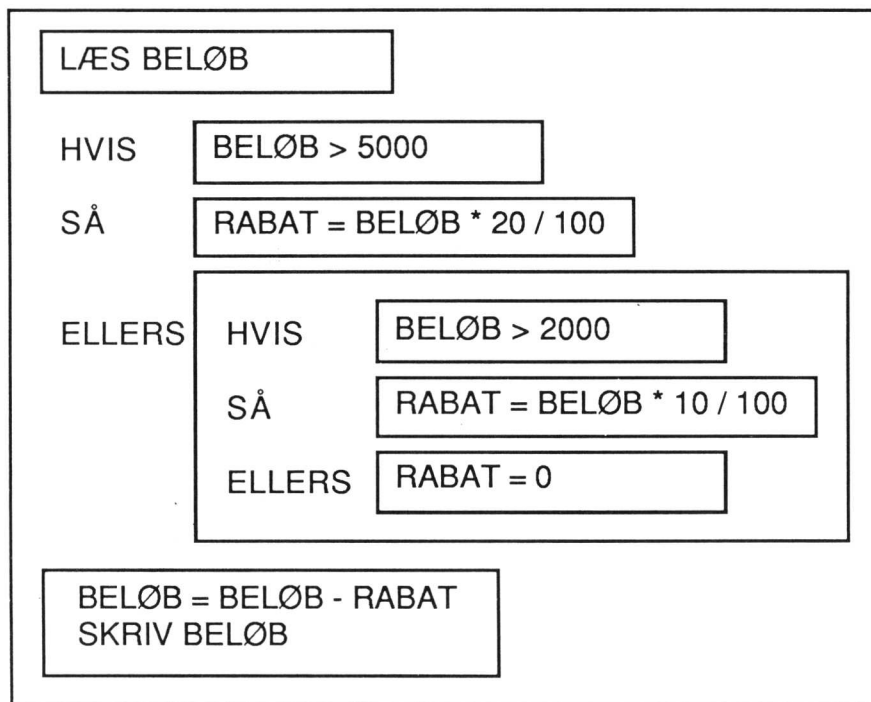 LÆS BELØB
HVIS BELØB > 5000
SÅ RABAT = BELØB * 20 / 100
ELLERS HVIS BELØB > 2000
SÅ RABAT = BELØB * 10 / 100
ELLERS RABAT = 0
BELØB = BELØB - RABAT
SKRIV BELØB